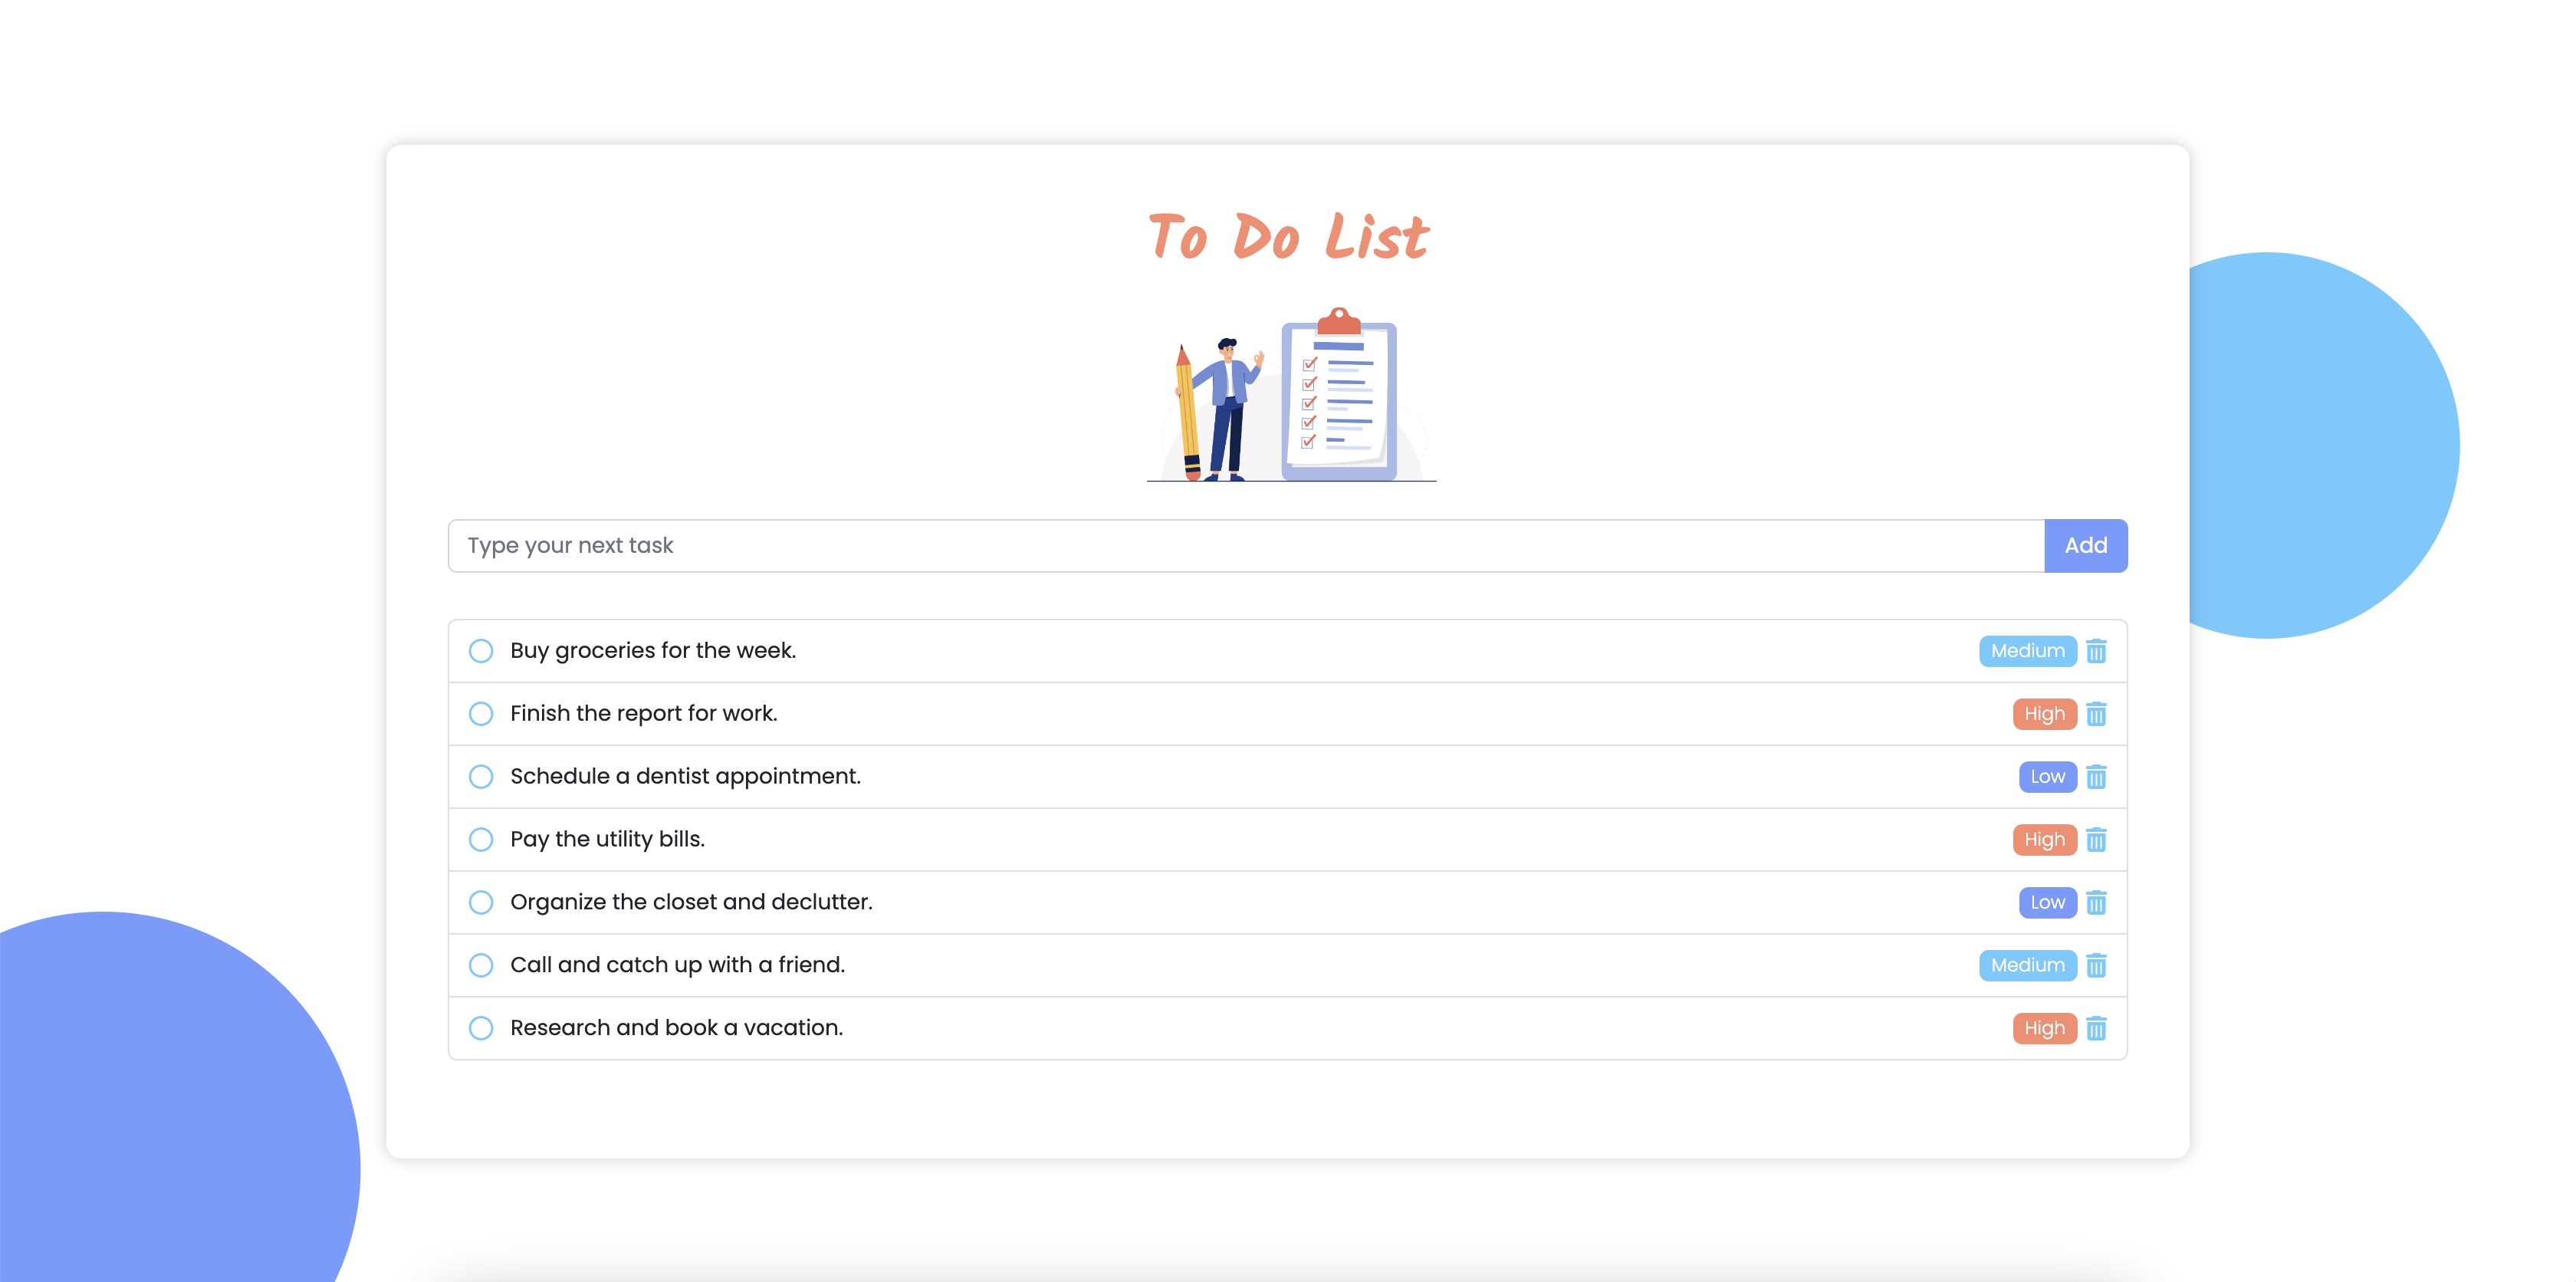 To Do List
Type your next task Add
Buy groceries for the week. Medium
Finish the report for work. High
Schedule a dentist appointment. Low
Pay the utility bills. High
Organize the closet and declutter. Low
Call and catch up with a friend. Medium
Research and book a vacation. High